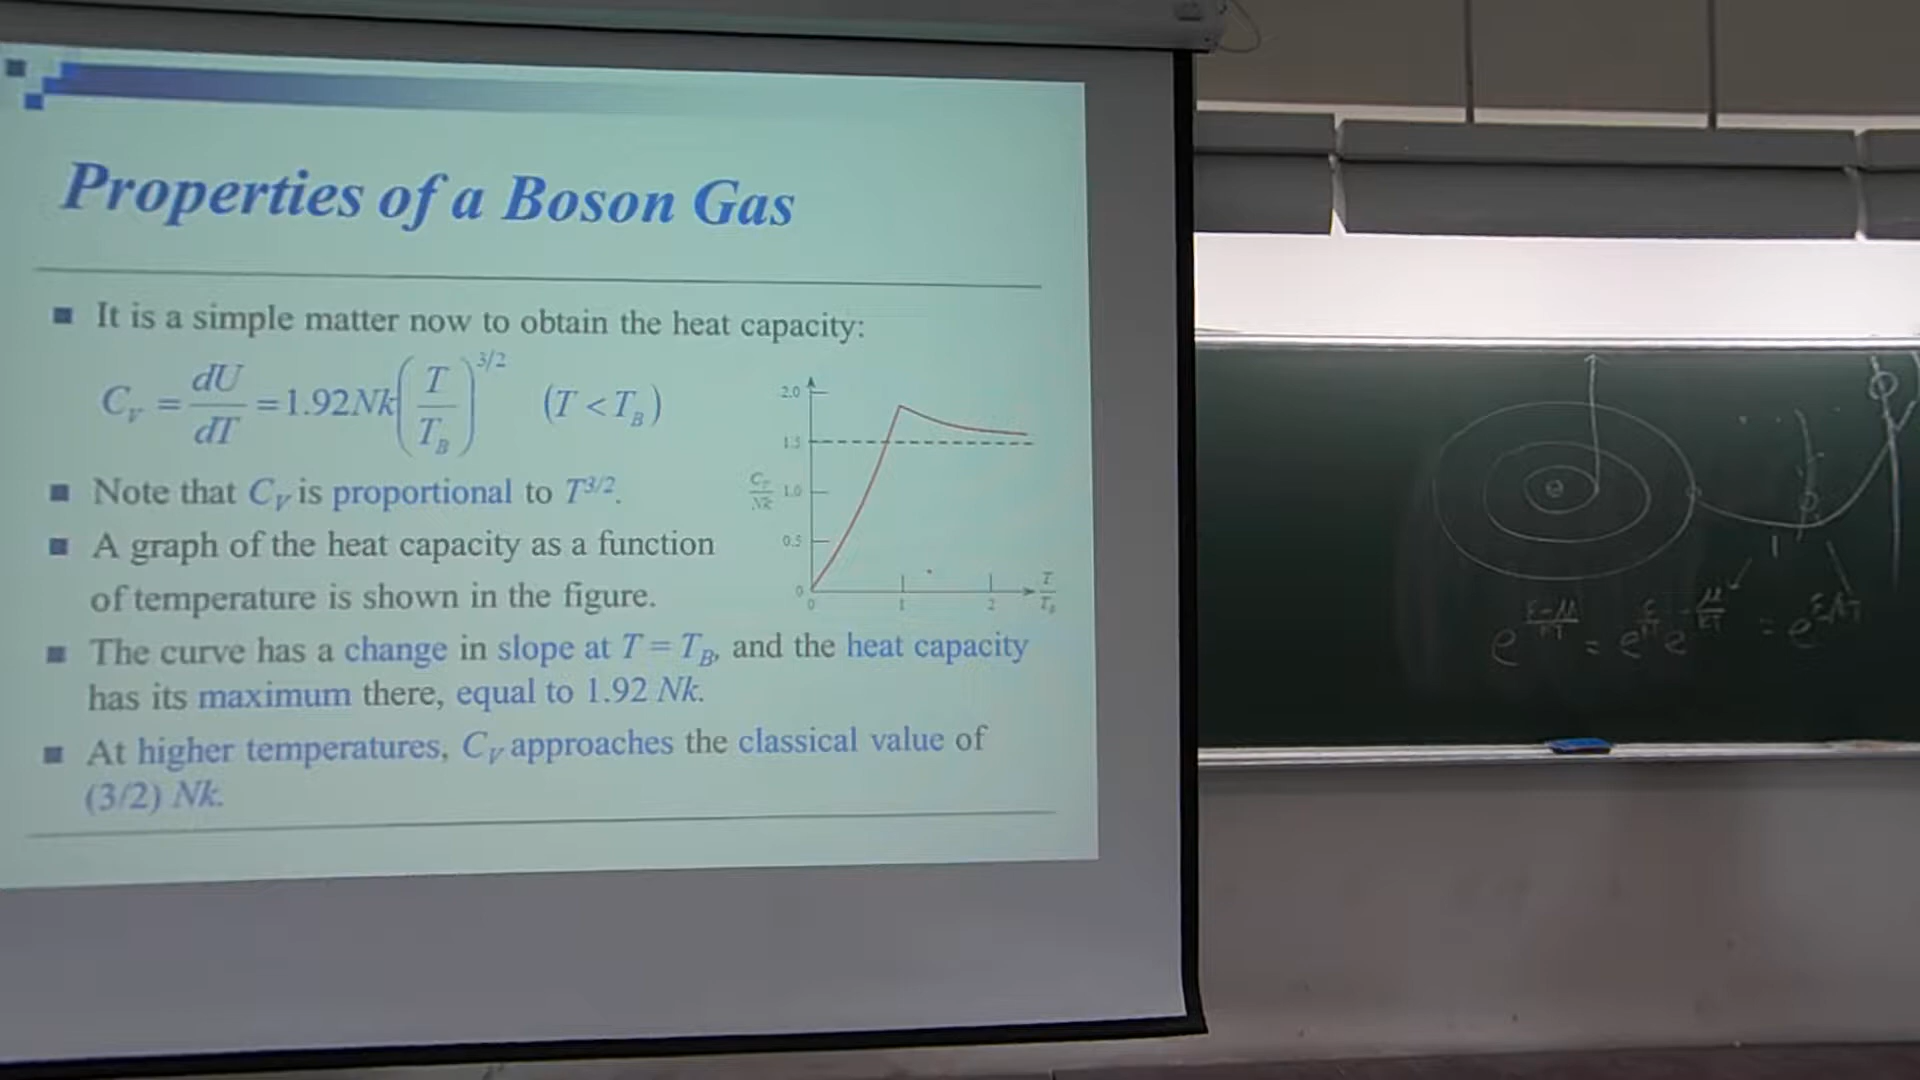 Properties of a Boson Gas
■ It is a simple matter now to obtain the heat capacity:
C_V = dU/dT = 1.92Nk(T/T_B)^{3/2} (T < T_B)
■ Note that C_V is proportional to T^{3/2}.
■ A graph of the heat capacity as a function
of temperature is shown in the figure.
2.0
1.5
C_V/Nk 1.0
0.5
0
0 1 2 T/T_B
■ The curve has a change in slope at T = T_B, and the heat capacity
has its maximum there, equal to 1.92 Nk.
■ At higher temperatures, C_V approaches the classical value of
(3/2) Nk.